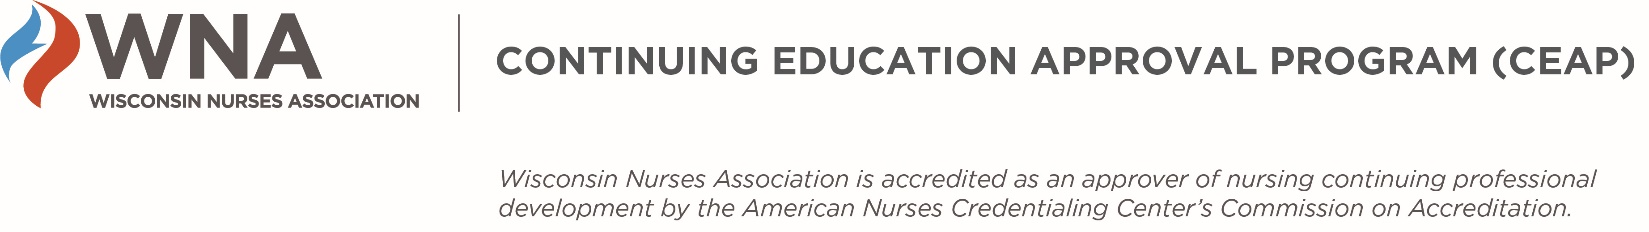 WNA
WISCONSIN NURSES ASSOCIATION
CONTINUING EDUCATION APPROVAL PROGRAM (CEAP)
Wisconsin Nurses Association is accredited as an approver of nursing continuing professional
development by the American Nurses Credentialing Center’s Commission on Accreditation.